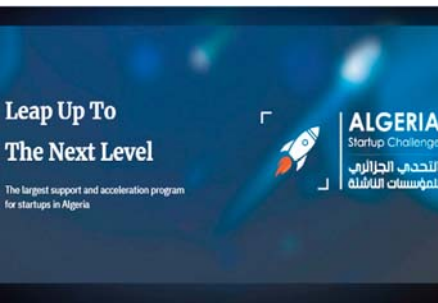 Leap Up To
The Next Level
The largest support and acceleration program
for startups in Algeria
ALGERIA
Startup Challenge
التحدي الجزائري
للمؤسسات الناشئة